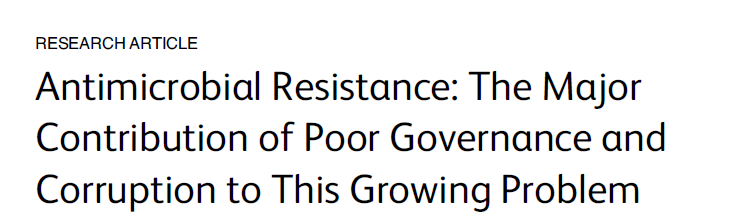 RESEARCH ARTICLE
Antimicrobial Resistance: The Major
Contribution of Poor Governance and
Corruption to This Growing Problem